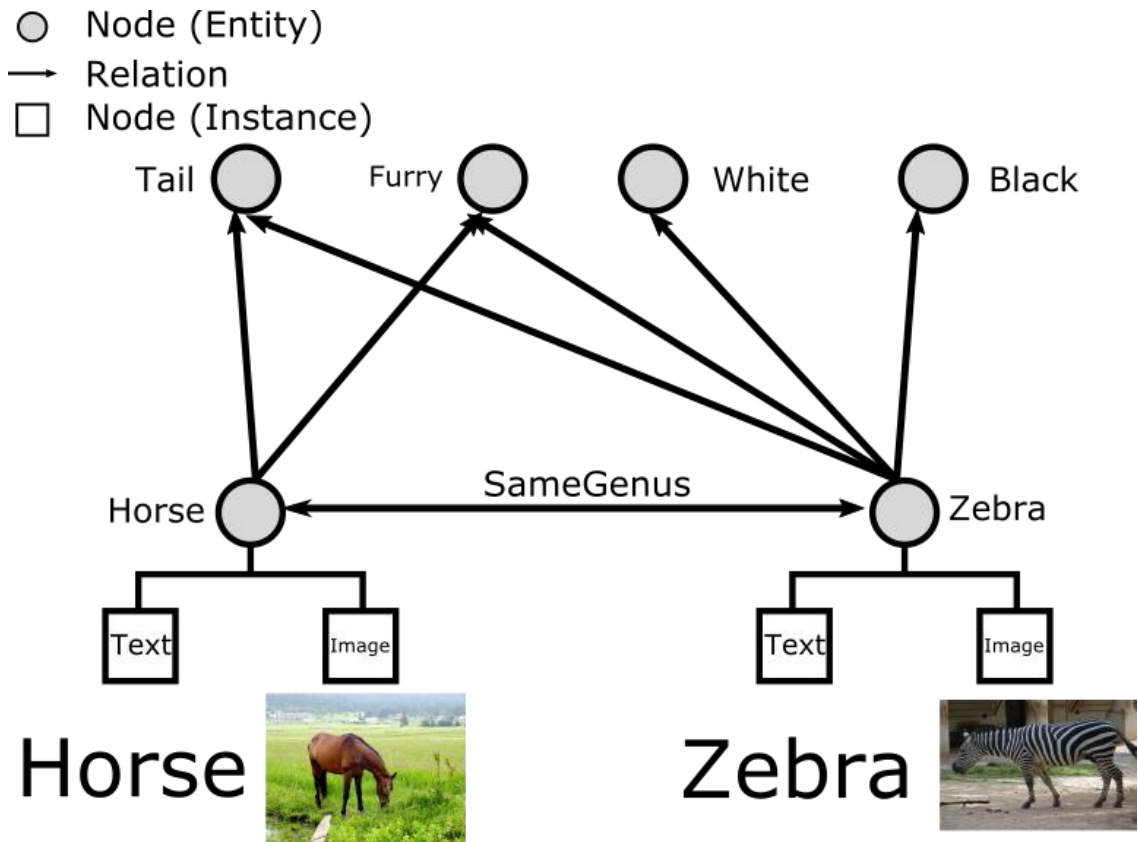 Node (Entity)
Relation
Node (Instance)
Tail
Furry
White
Black
SameGenus
Horse
Zebra
Text
Image
Text
Image
Horse
Zebra